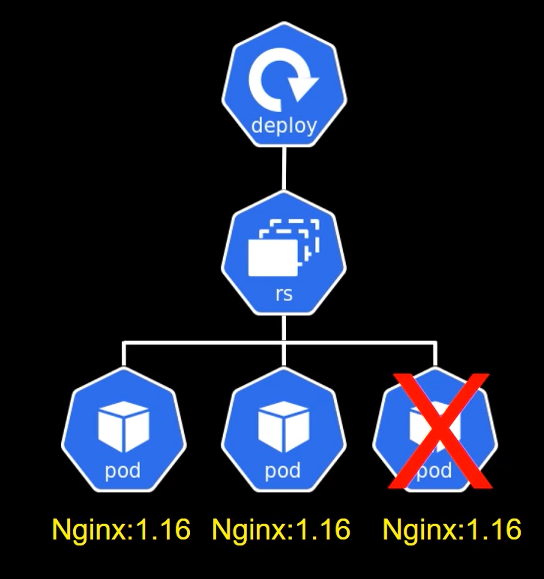 deploy
rs
pod pod pod
Nginx:1.16 Nginx:1.16 Nginx:1.16